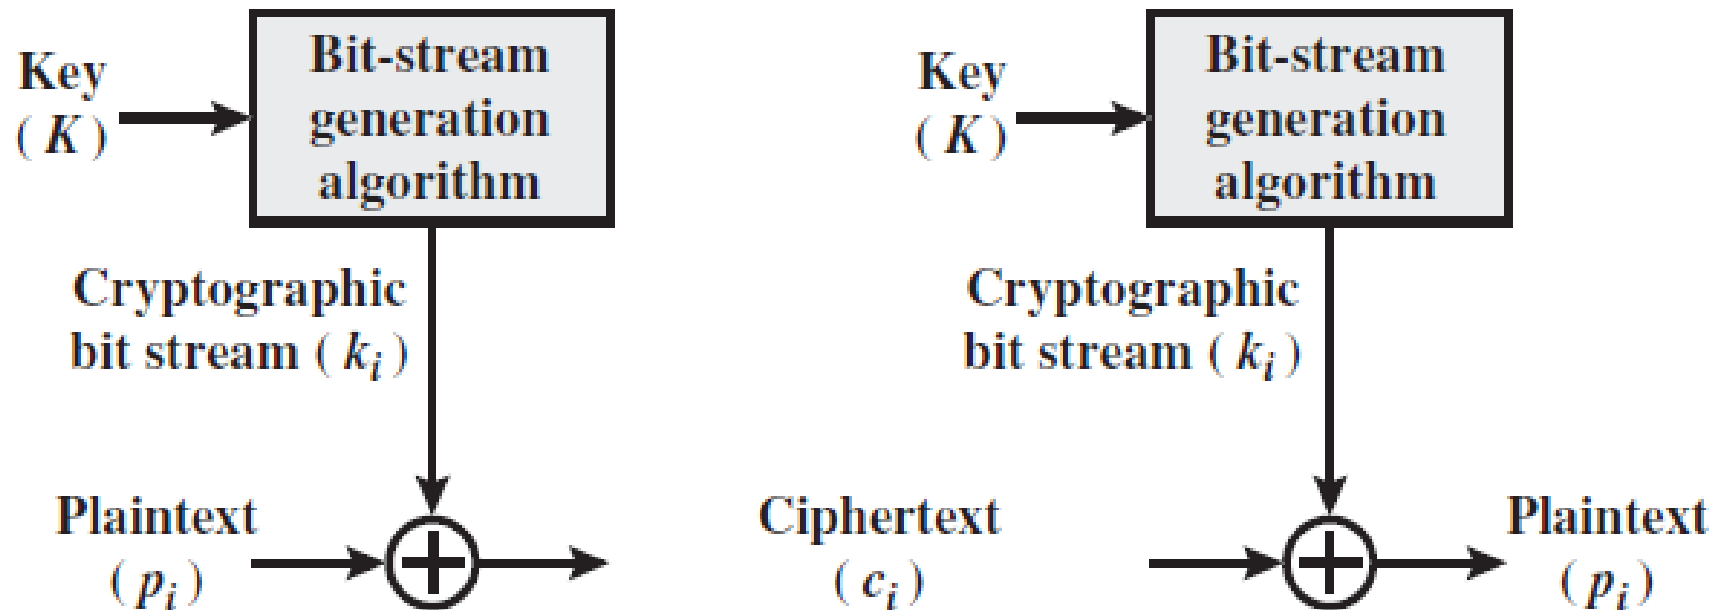 Key
( K )
Bit-stream
generation
algorithm
Cryptographic
bit stream ( kᵢ )
Plaintext
( pᵢ )
Key
( K )
Bit-stream
generation
algorithm
Cryptographic
bit stream ( kᵢ )
Ciphertext
( cᵢ )
Plaintext
( pᵢ )